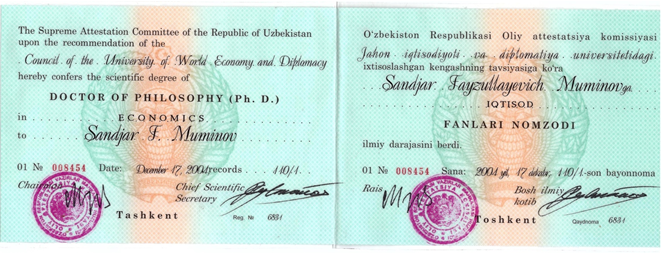 The Supreme Attestation Committee of the Republic of Uzbekistan
upon the recommendation of the
Council of the University of World Economy and Diplomacy
hereby confers the scientific degree of
DOCTOR OF PHILOSOPHY (Ph. D.)
in ECONOMICS
to Sandjar F. Muminov
01 № 008454 Date: December 17, 2004 records 110/1.
Chairman Chief Scientific
Secretary
Tashkent Reg. № 6831
O'zbekiston Respublikasi Oliy attestatsiya komissiyasi
Jahon iqtisodiyoti va diplomatiya universitetidagi
ixtisoslashgan kengashning tavsiyasiga ko'ra
Sandjar Fayzullayevich Muminovga
IQTISOD
FANLARI NOMZODI
ilmiy darajasini berdi.
01 № 008454 Sana: 2004 yil, 17 dekabr, 110/1-son bayonnoma
Rais Bosh ilmiy
kotib
Toshkent Qaydnoma 6831